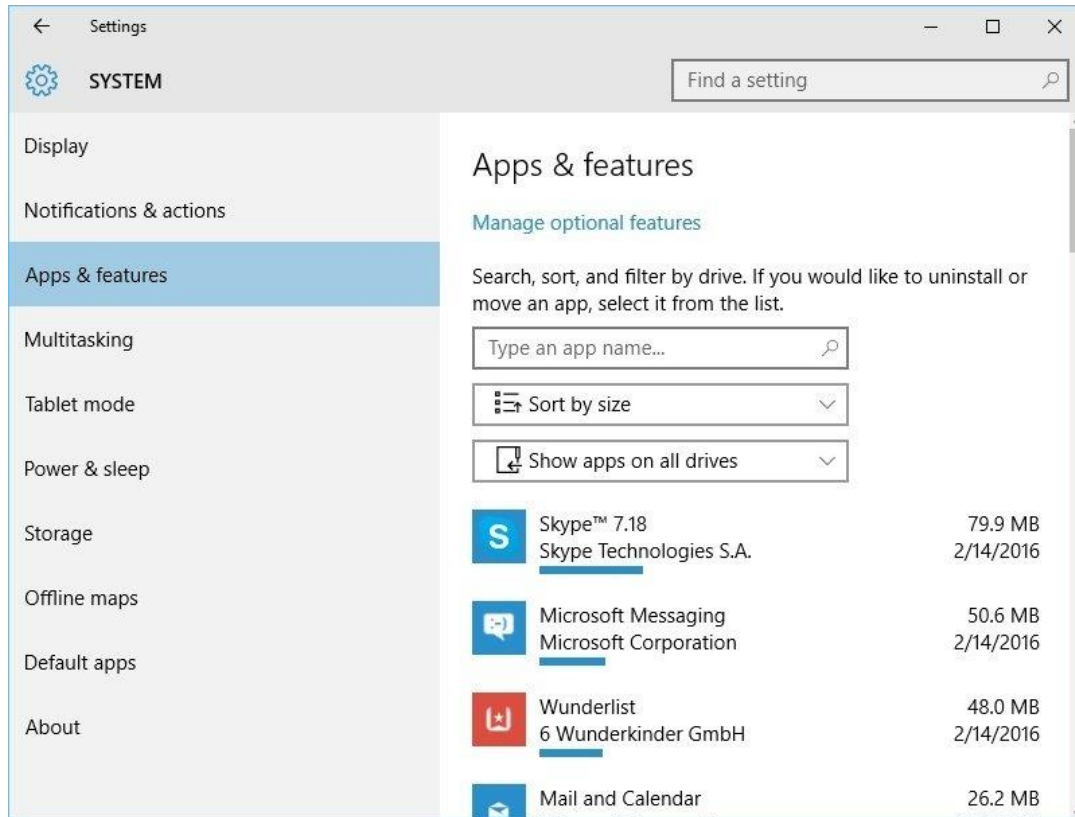 Settings
SYSTEM
Find a setting
Display
Notifications & actions
Apps & features
Multitasking
Tablet mode
Power & sleep
Storage
Offline maps
Default apps
About
Apps & features
Manage optional features
Search, sort, and filter by drive. If you would like to uninstall or
move an app, select it from the list.
Type an app name...
Sort by size
Show apps on all drives
Skype™ 7.18 79.9 MB
Skype Technologies S.A. 2/14/2016
Microsoft Messaging 50.6 MB
Microsoft Corporation 2/14/2016
Wunderlist 48.0 MB
6 Wunderkinder GmbH 2/14/2016
Mail and Calendar 26.2 MB